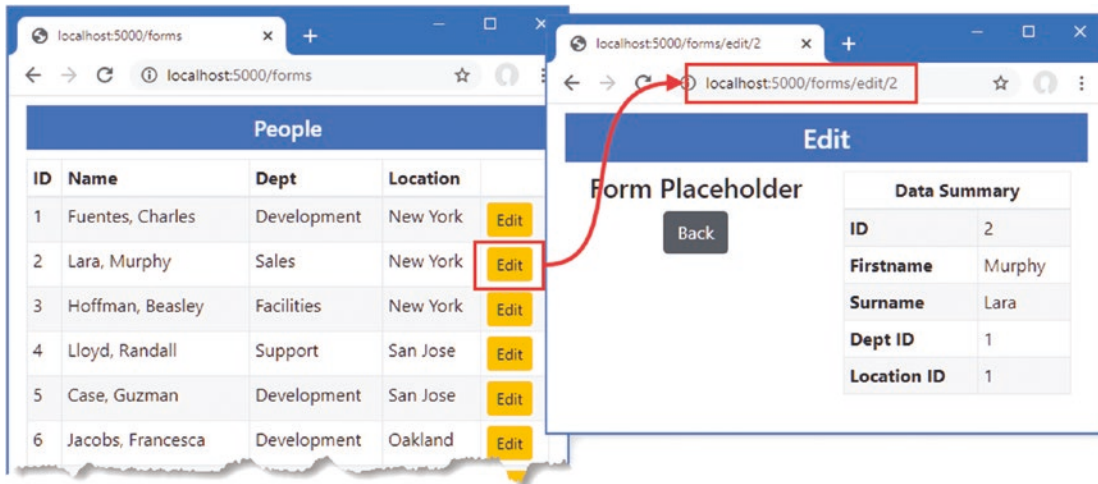 localhost:5000/forms
localhost:5000/forms
People
ID Name Dept Location
1 Fuentes, Charles Development New York Edit
2 Lara, Murphy Sales New York Edit
3 Hoffman, Beasley Facilities New York Edit
4 Lloyd, Randall Support San Jose Edit
5 Case, Guzman Development San Jose Edit
6 Jacobs, Francesca Development Oakland Edit
localhost:5000/forms/edit/2
localhost:5000/forms/edit/2
Edit
Form Placeholder
Back
Data Summary
ID 2
Firstname Murphy
Surname Lara
Dept ID 1
Location ID 1